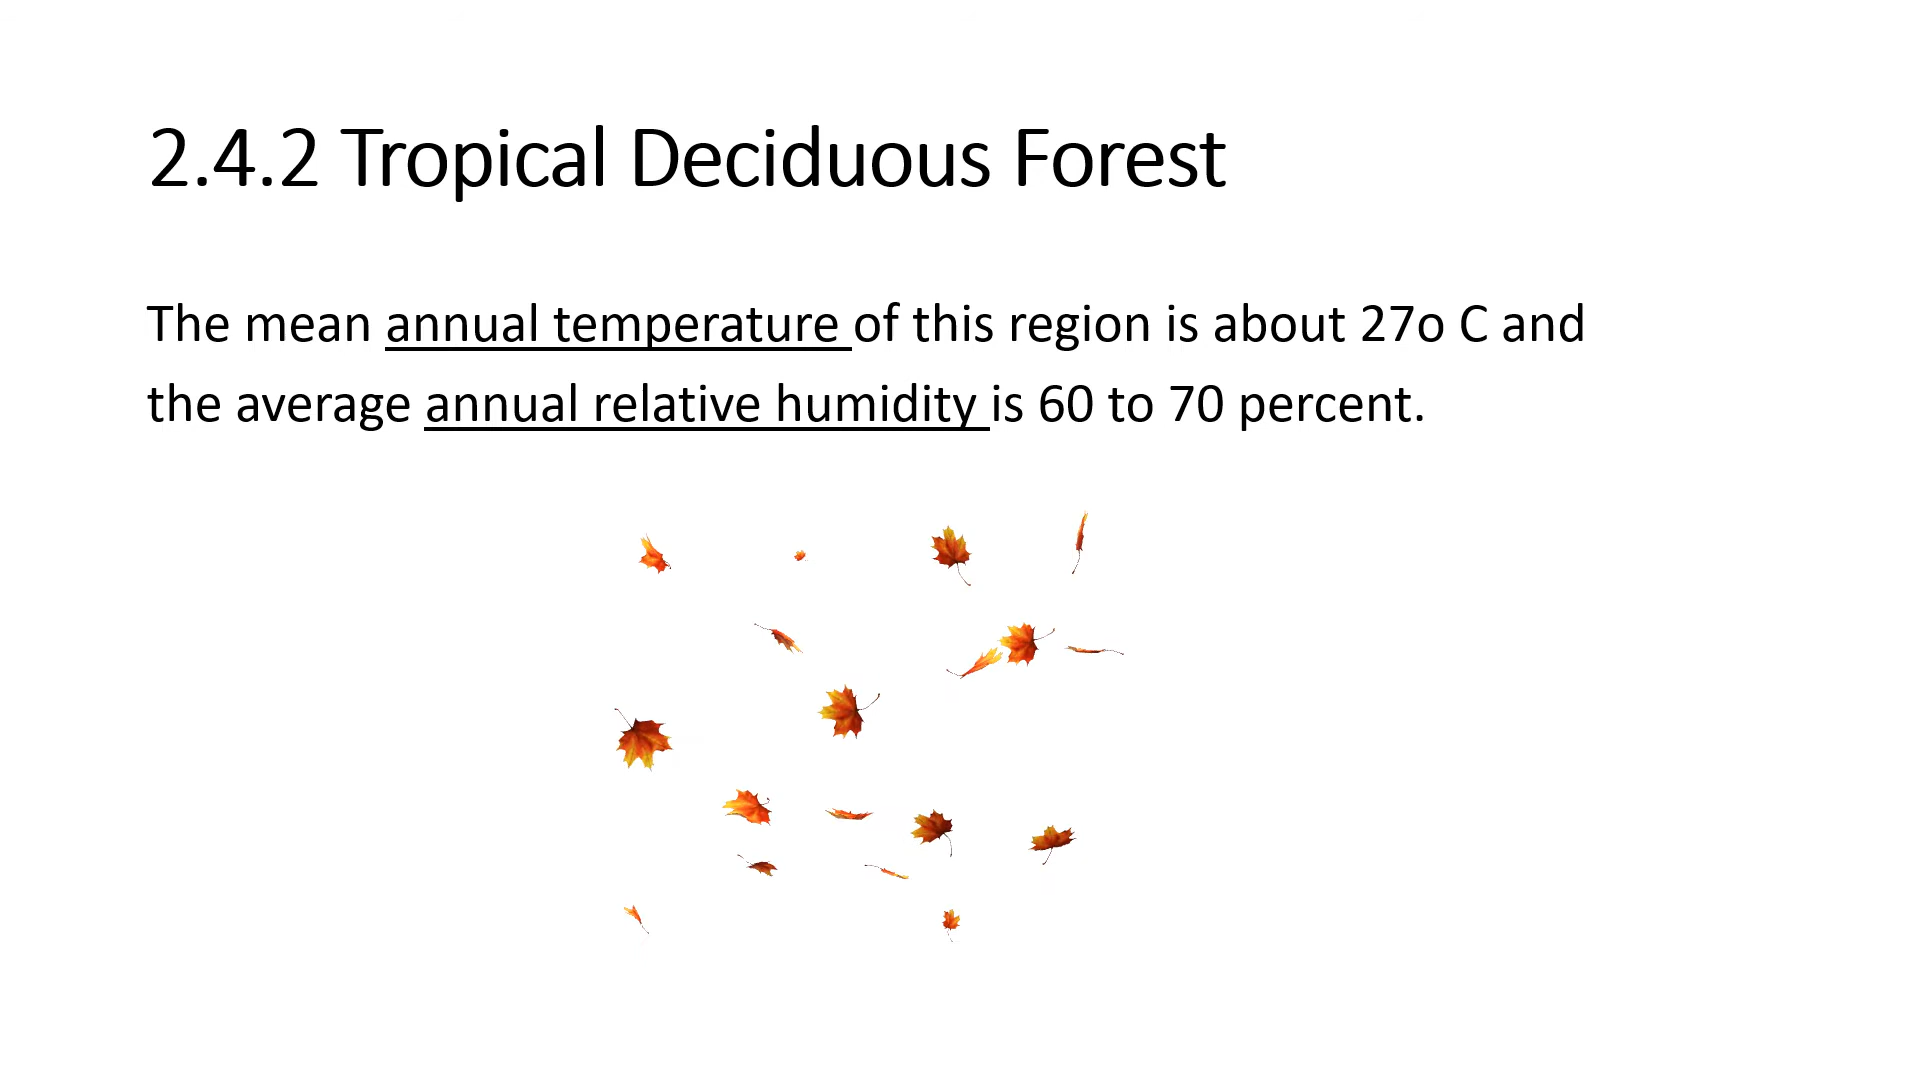 2.4.2 Tropical Deciduous Forest
The mean annual temperature of this region is about 27o C and
the average annual relative humidity is 60 to 70 percent.